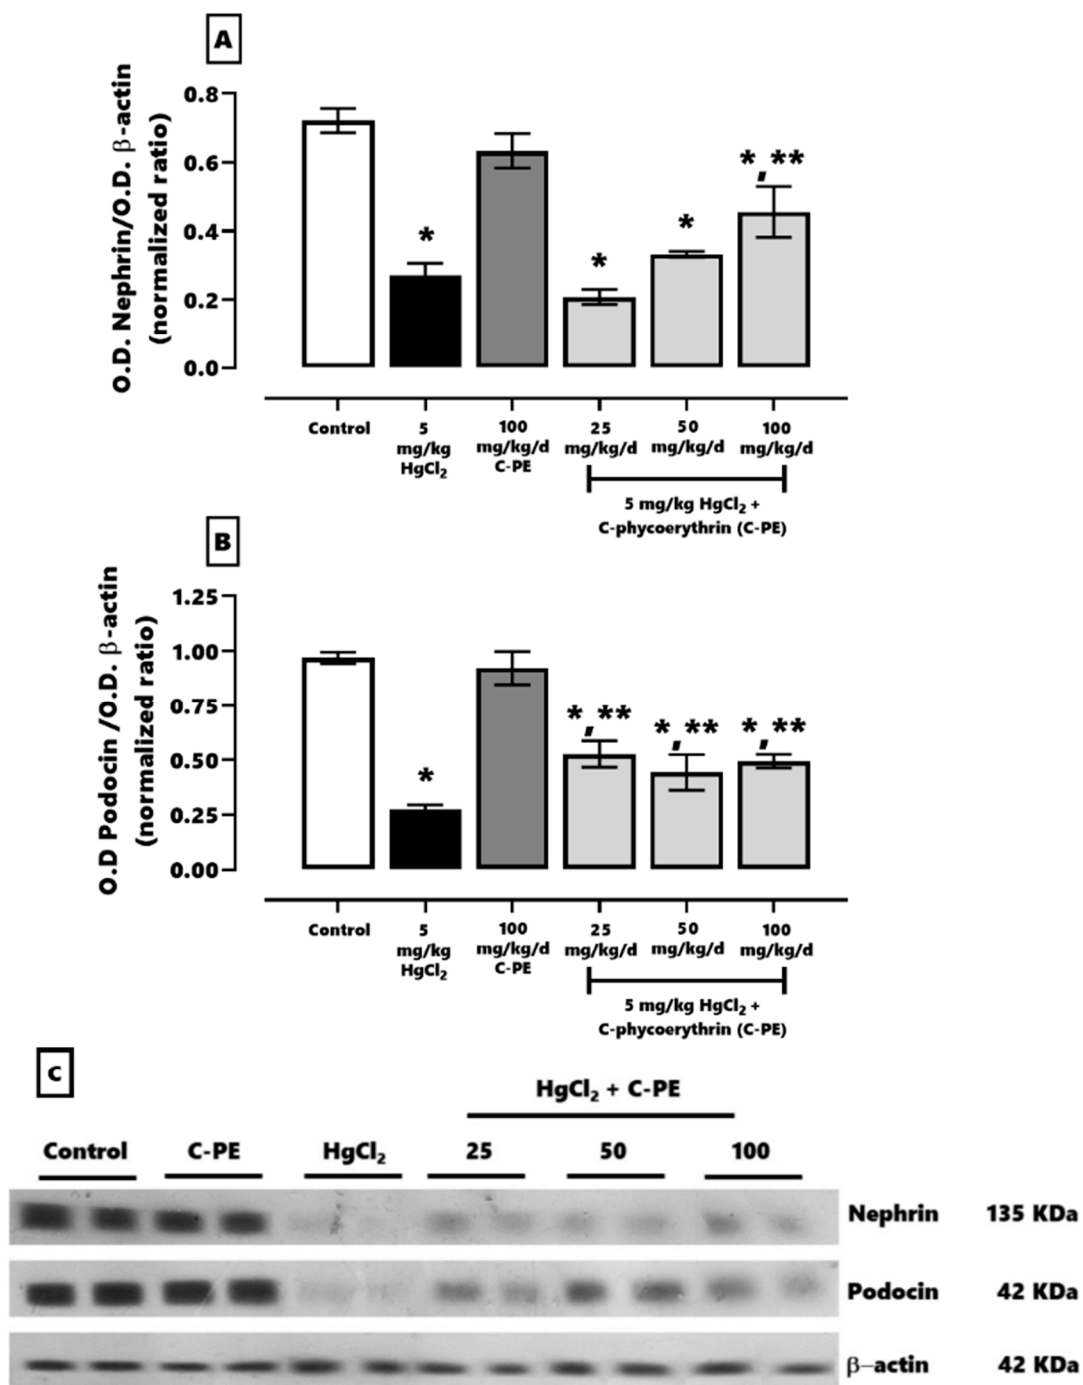 A
O.D. Nephrin/O.D. β-actin
(normalized ratio)
0.8
0.6
0.4
0.2
0.0
*
*
*
*,**
Control
5 mg/kg HgCl₂
100 mg/kg/d C-PE
25 mg/kg/d
50 mg/kg/d
100 mg/kg/d
5 mg/kg HgCl₂ +
C-phycoerythrin (C-PE)
B
O.D Podocin /O.D. β-actin
(normalized ratio)
1.25
1.00
0.75
0.50
0.25
0.00
*
*,**
*,**
*,**
Control
5 mg/kg HgCl₂
100 mg/kg/d C-PE
25 mg/kg/d
50 mg/kg/d
100 mg/kg/d
5 mg/kg HgCl₂ +
C-phycoerythrin (C-PE)
C
HgCl₂ + C-PE
Control C-PE HgCl₂ 25 50 100
Nephrin 135 KDa
Podocin 42 KDa
β-actin 42 KDa